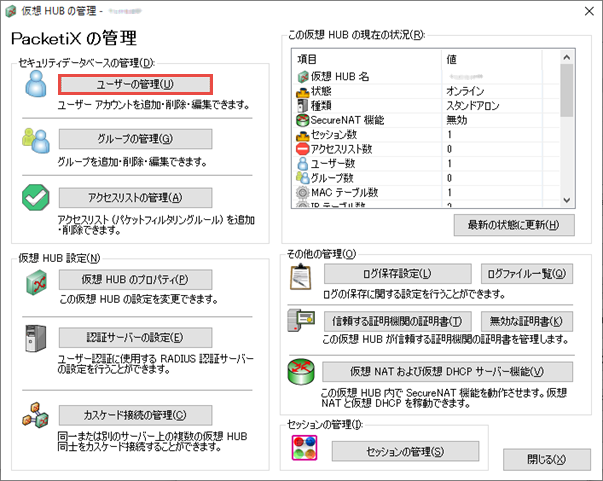 仮想 HUB の管理 -
PacketiX の管理
セキュリティデータベースの管理(D):
ユーザーの管理(U)
ユーザー アカウントを追加・削除・編集できます。
グループの管理(G)
グループを追加・削除・編集できます。
アクセスリストの管理(A)
アクセスリスト (パケットフィルタリングルール) を追加
・削除できます。
仮想 HUB 設定(N)
仮想 HUB のプロパティ(P)
この仮想 HUB の設定を変更できます。
認証サーバーの設定(E)
ユーザー認証に使用する RADIUS 認証サーバー
の設定を行うことができます。
カスケード接続の管理(C)
同一または別のサーバー上の複数の仮想 HUB
同士をカスケード接続することができます。
この仮想 HUB の現在の状況(R):
項目 値
仮想 HUB 名
状態 オンライン
種類 スタンドアロン
SecureNAT 機能 無効
セッション数 1
アクセスリスト数 0
ユーザー数 1
グループ数 0
MAC テーブル数 1
IP テーブル数 2
最新の状態に更新(H)
その他の管理(O)
ログ保存設定(L) ログファイル一覧(Q)
ログの保存に関する設定を行うことができます。
信頼する証明機関の証明書(T) 無効な証明書(K)
この仮想 HUB が信頼する証明機関の証明書を管理します。
仮想 NAT および仮想 DHCP サーバー機能(V)
この仮想 HUB 内で SecureNAT 機能を動作させます。仮想
NAT と仮想 DHCP を稼動できます。
セッションの管理(I):
セッションの管理(S)
閉じる(X)